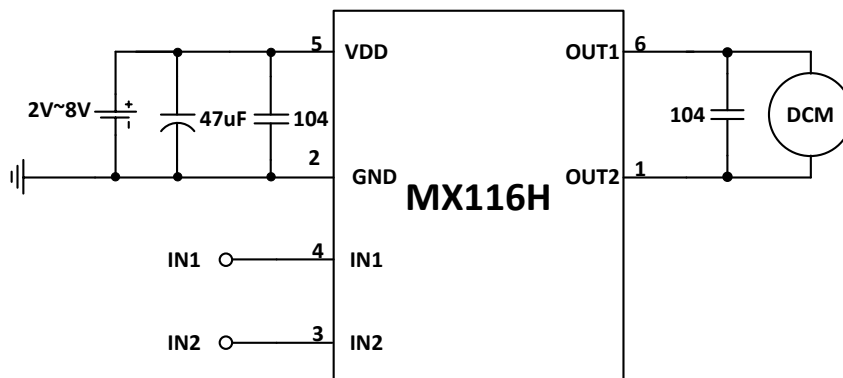 5 VDD OUT1 6
2V~8V + - 47uF 104 104 DCM
2 GND OUT2 1
MX116H
IN1 4 IN1
IN2 3 IN2